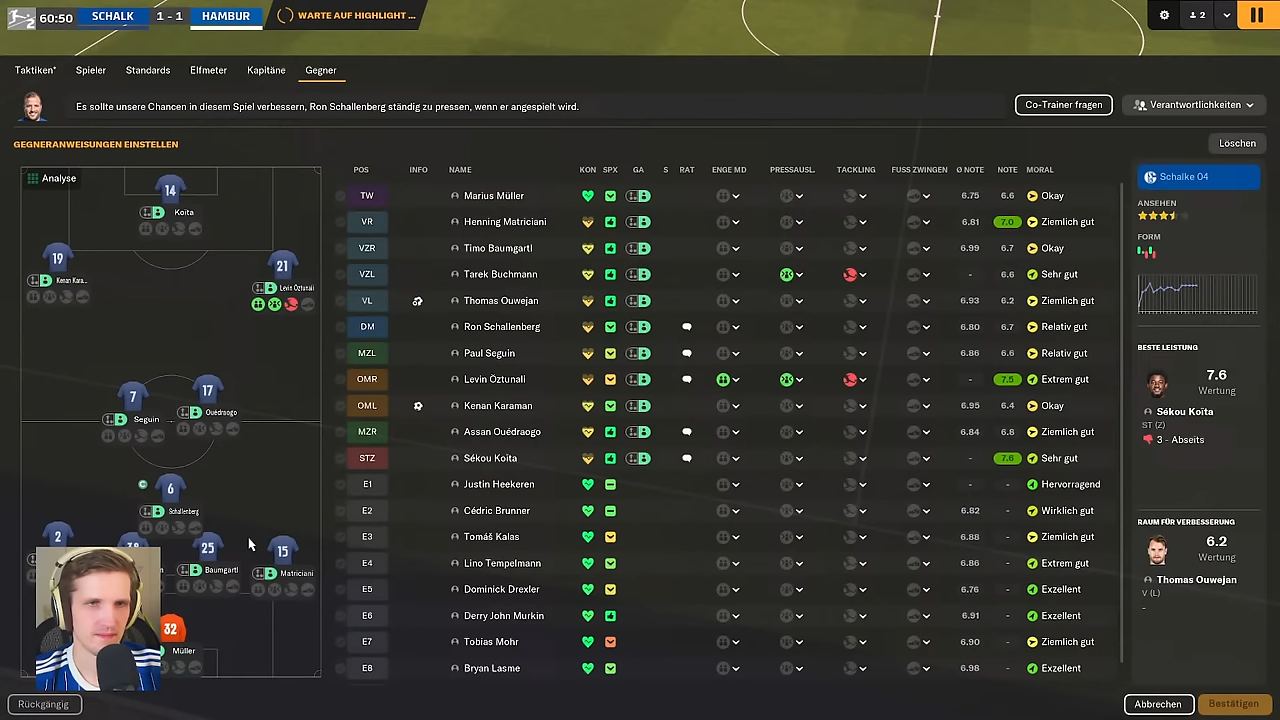 60:50 SCHALK 1 - 1 HAMBUR WARTE AUF HIGHLIGHT ... 2
Taktiken* Spieler Standards Elfmeter Kapitäne Gegner
Es sollte unsere Chancen in diesem Spiel verbessern, Ron Schallenberg ständig zu pressen, wenn er angespielt wird. Co-Trainer fragen Verantwortlichkeiten
GEGNERANWEISUNGEN EINSTELLEN Löschen
Analyse
14
Koïta
19
Kenan Kara...
21
Levin Öztunalı
7
Seguin
17
Ouédraogo
6
Schallenberg
2
25
Baumgartl
15
Matriciani
32
Müller
POS INFO NAME KON SPX GA S RAT ENGE MD PRESSAUSL. TACKLING FUSS ZWINGEN Ø NOTE NOTE MORAL
TW Marius Müller 6.75 6.6 Okay
VR Henning Matriciani 6.81 7.0 Ziemlich gut
VZR Timo Baumgartl 6.99 6.7 Okay
VZL Tarek Buchmann - 6.6 Sehr gut
VL Thomas Ouwejan 6.93 6.2 Ziemlich gut
DM Ron Schallenberg 6.80 6.7 Relativ gut
MZL Paul Seguin 6.86 6.6 Relativ gut
OMR Levin Öztunalı - 7.5 Extrem gut
OML Kenan Karaman 6.95 6.4 Okay
MZR Assan Ouédraogo 6.84 6.8 Ziemlich gut
STZ Sékou Koïta - 7.6 Sehr gut
E1 Justin Heekeren - - Hervorragend
E2 Cédric Brunner 6.82 - Wirklich gut
E3 Tomáš Kalas 6.88 - Ziemlich gut
E4 Lino Tempelmann 6.86 - Extrem gut
E5 Dominick Drexler 6.76 - Exzellent
E6 Derry John Murkin 6.91 - Exzellent
E7 Tobias Mohr 6.90 - Ziemlich gut
E8 Bryan Lasme 6.98 - Exzellent
Schalke 04
ANSEHEN
FORM
BESTE LEISTUNG
7.6
Wertung
Sékou Koïta
ST (Z)
3 - Abseits
RAUM FÜR VERBESSERUNG
6.2
Wertung
Thomas Ouwejan
V (L)
-
Rückgängig Abbrechen Bestätigen